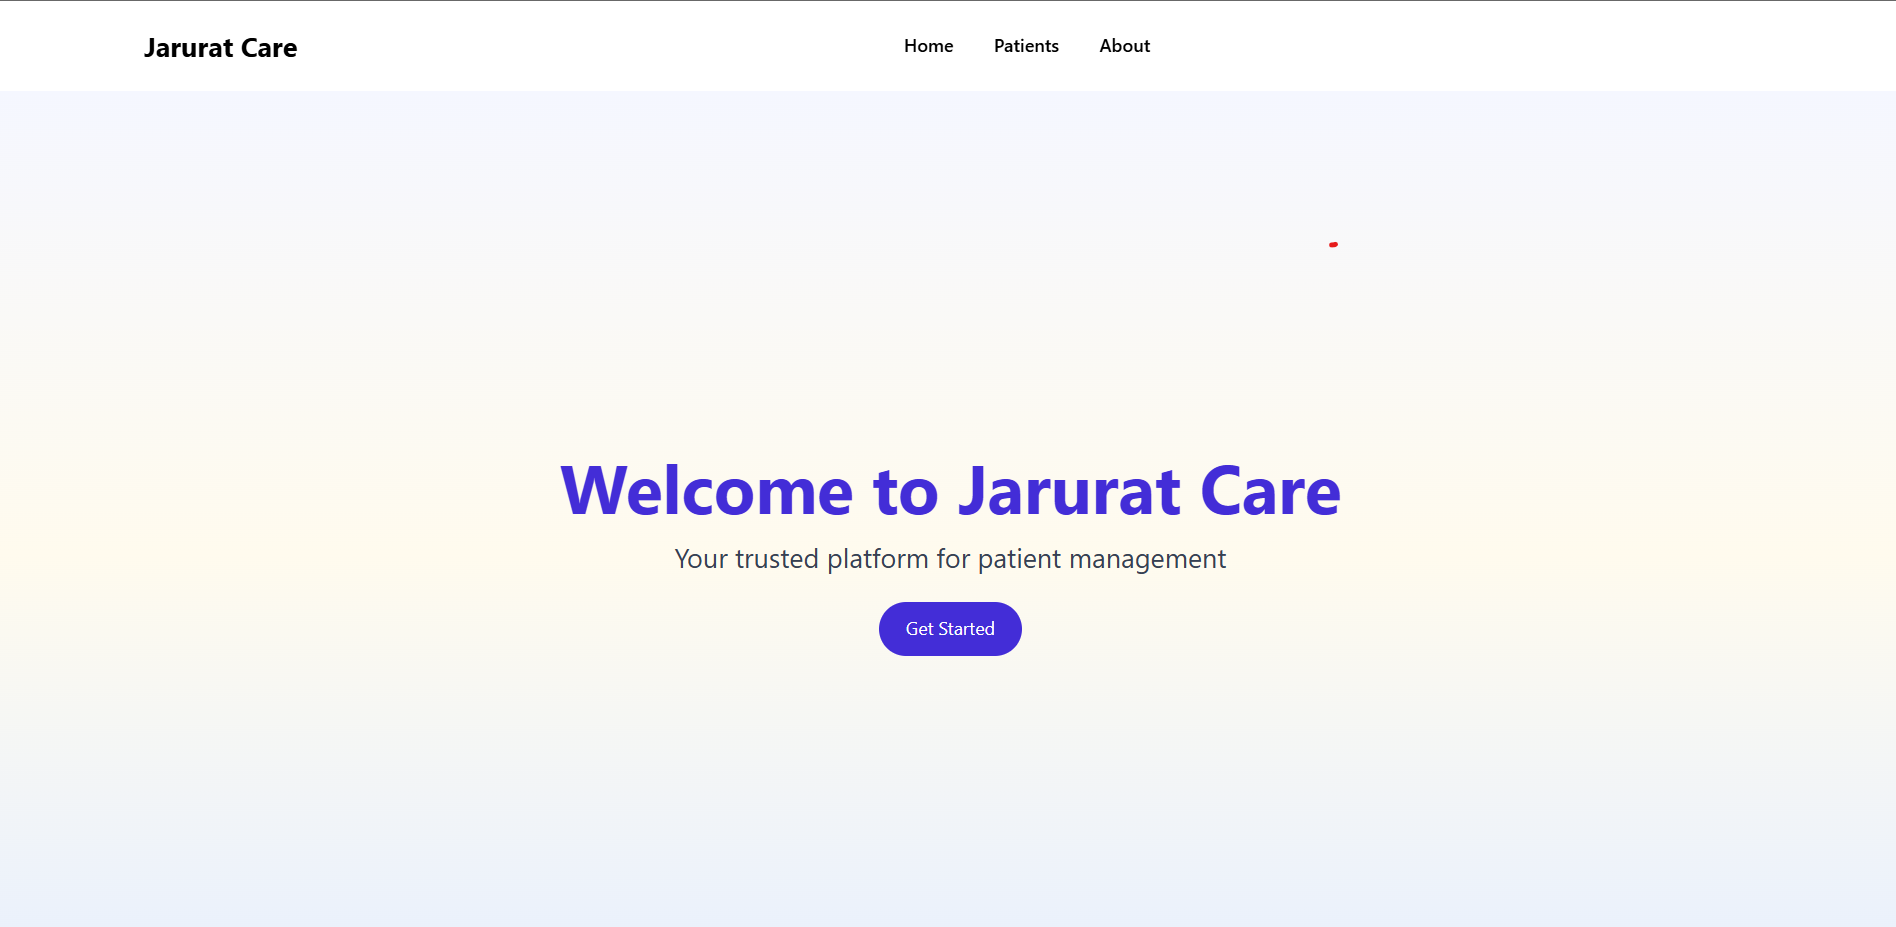 Jarurat Care
Home Patients About
Welcome to Jarurat Care
Your trusted platform for patient management
Get Started